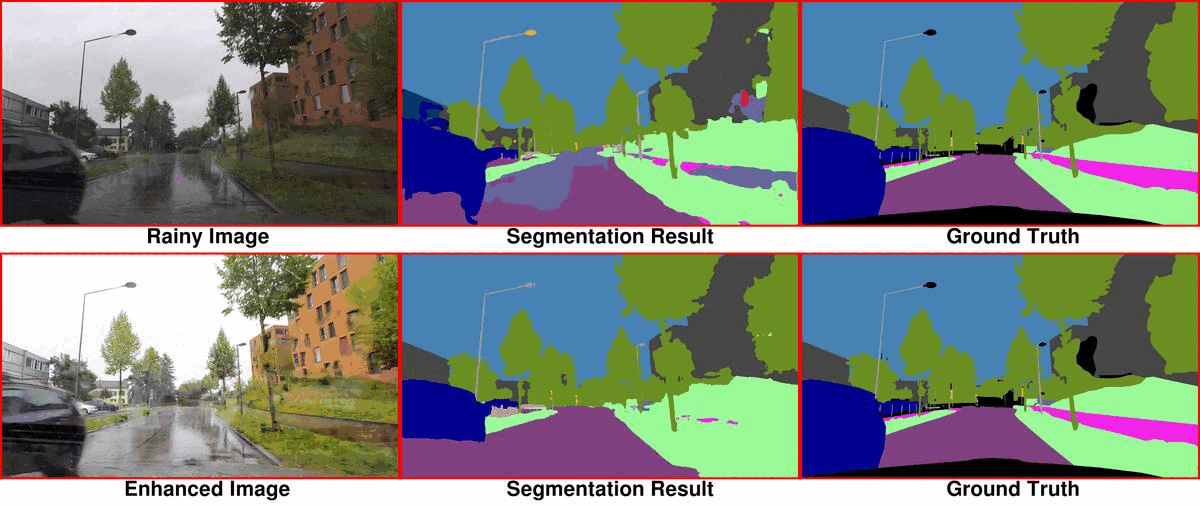 Rainy Image
Segmentation Result
Ground Truth
Enhanced Image
Segmentation Result
Ground Truth